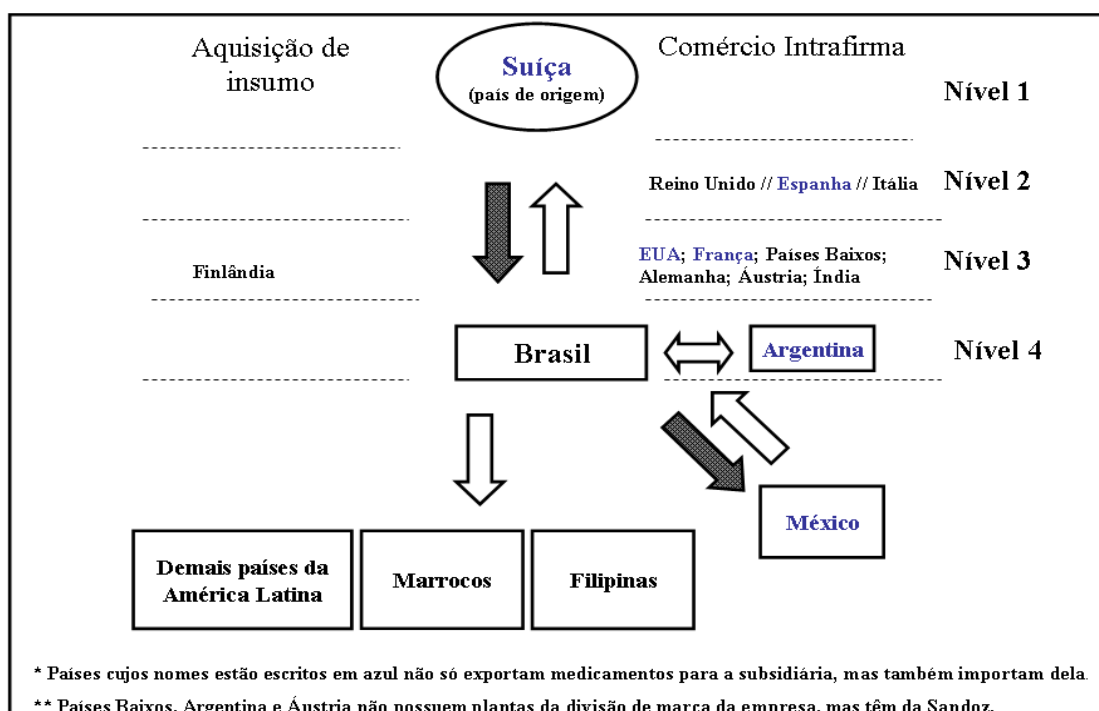 Aquisição de
insumo
Suíça
(país de origem)
Comércio Intrafirma
Nível 1
Reino Unido // Espanha // Itália
Nível 2
Finlândia
EUA; França; Países Baixos;
Alemanha; Áustria; Índia
Nível 3
Brasil
Argentina
Nível 4
México
Demais países da
América Latina
Marrocos
Filipinas
* Países cujos nomes estão escritos em azul não só exportam medicamentos para a subsidiária, mas também importam dela.
** Países Baixos, Argentina e Áustria não possuem plantas da divisão de marca da empresa, mas têm da Sandoz.